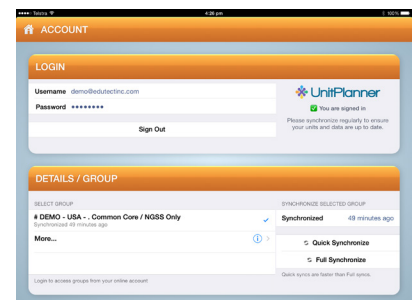 Telstra 4:26 pm 100%
ACCOUNT
LOGIN
Username demo@edutectinc.com
Password ••••••••
Sign Out
UnitPlanner
You are signed in
Please synchronize regularly to ensure
your units and data are up to date.
DETAILS / GROUP
SELECT GROUP
# DEMO - USA - . Common Core / NGSS Only
Synchronized 49 minutes ago
More...
Login to access groups from your online account
SYNCHRONIZE SELECTED GROUP
Synchronized 49 minutes ago
Quick Synchronize
Full Synchronize
Quick syncs are faster than Full syncs.